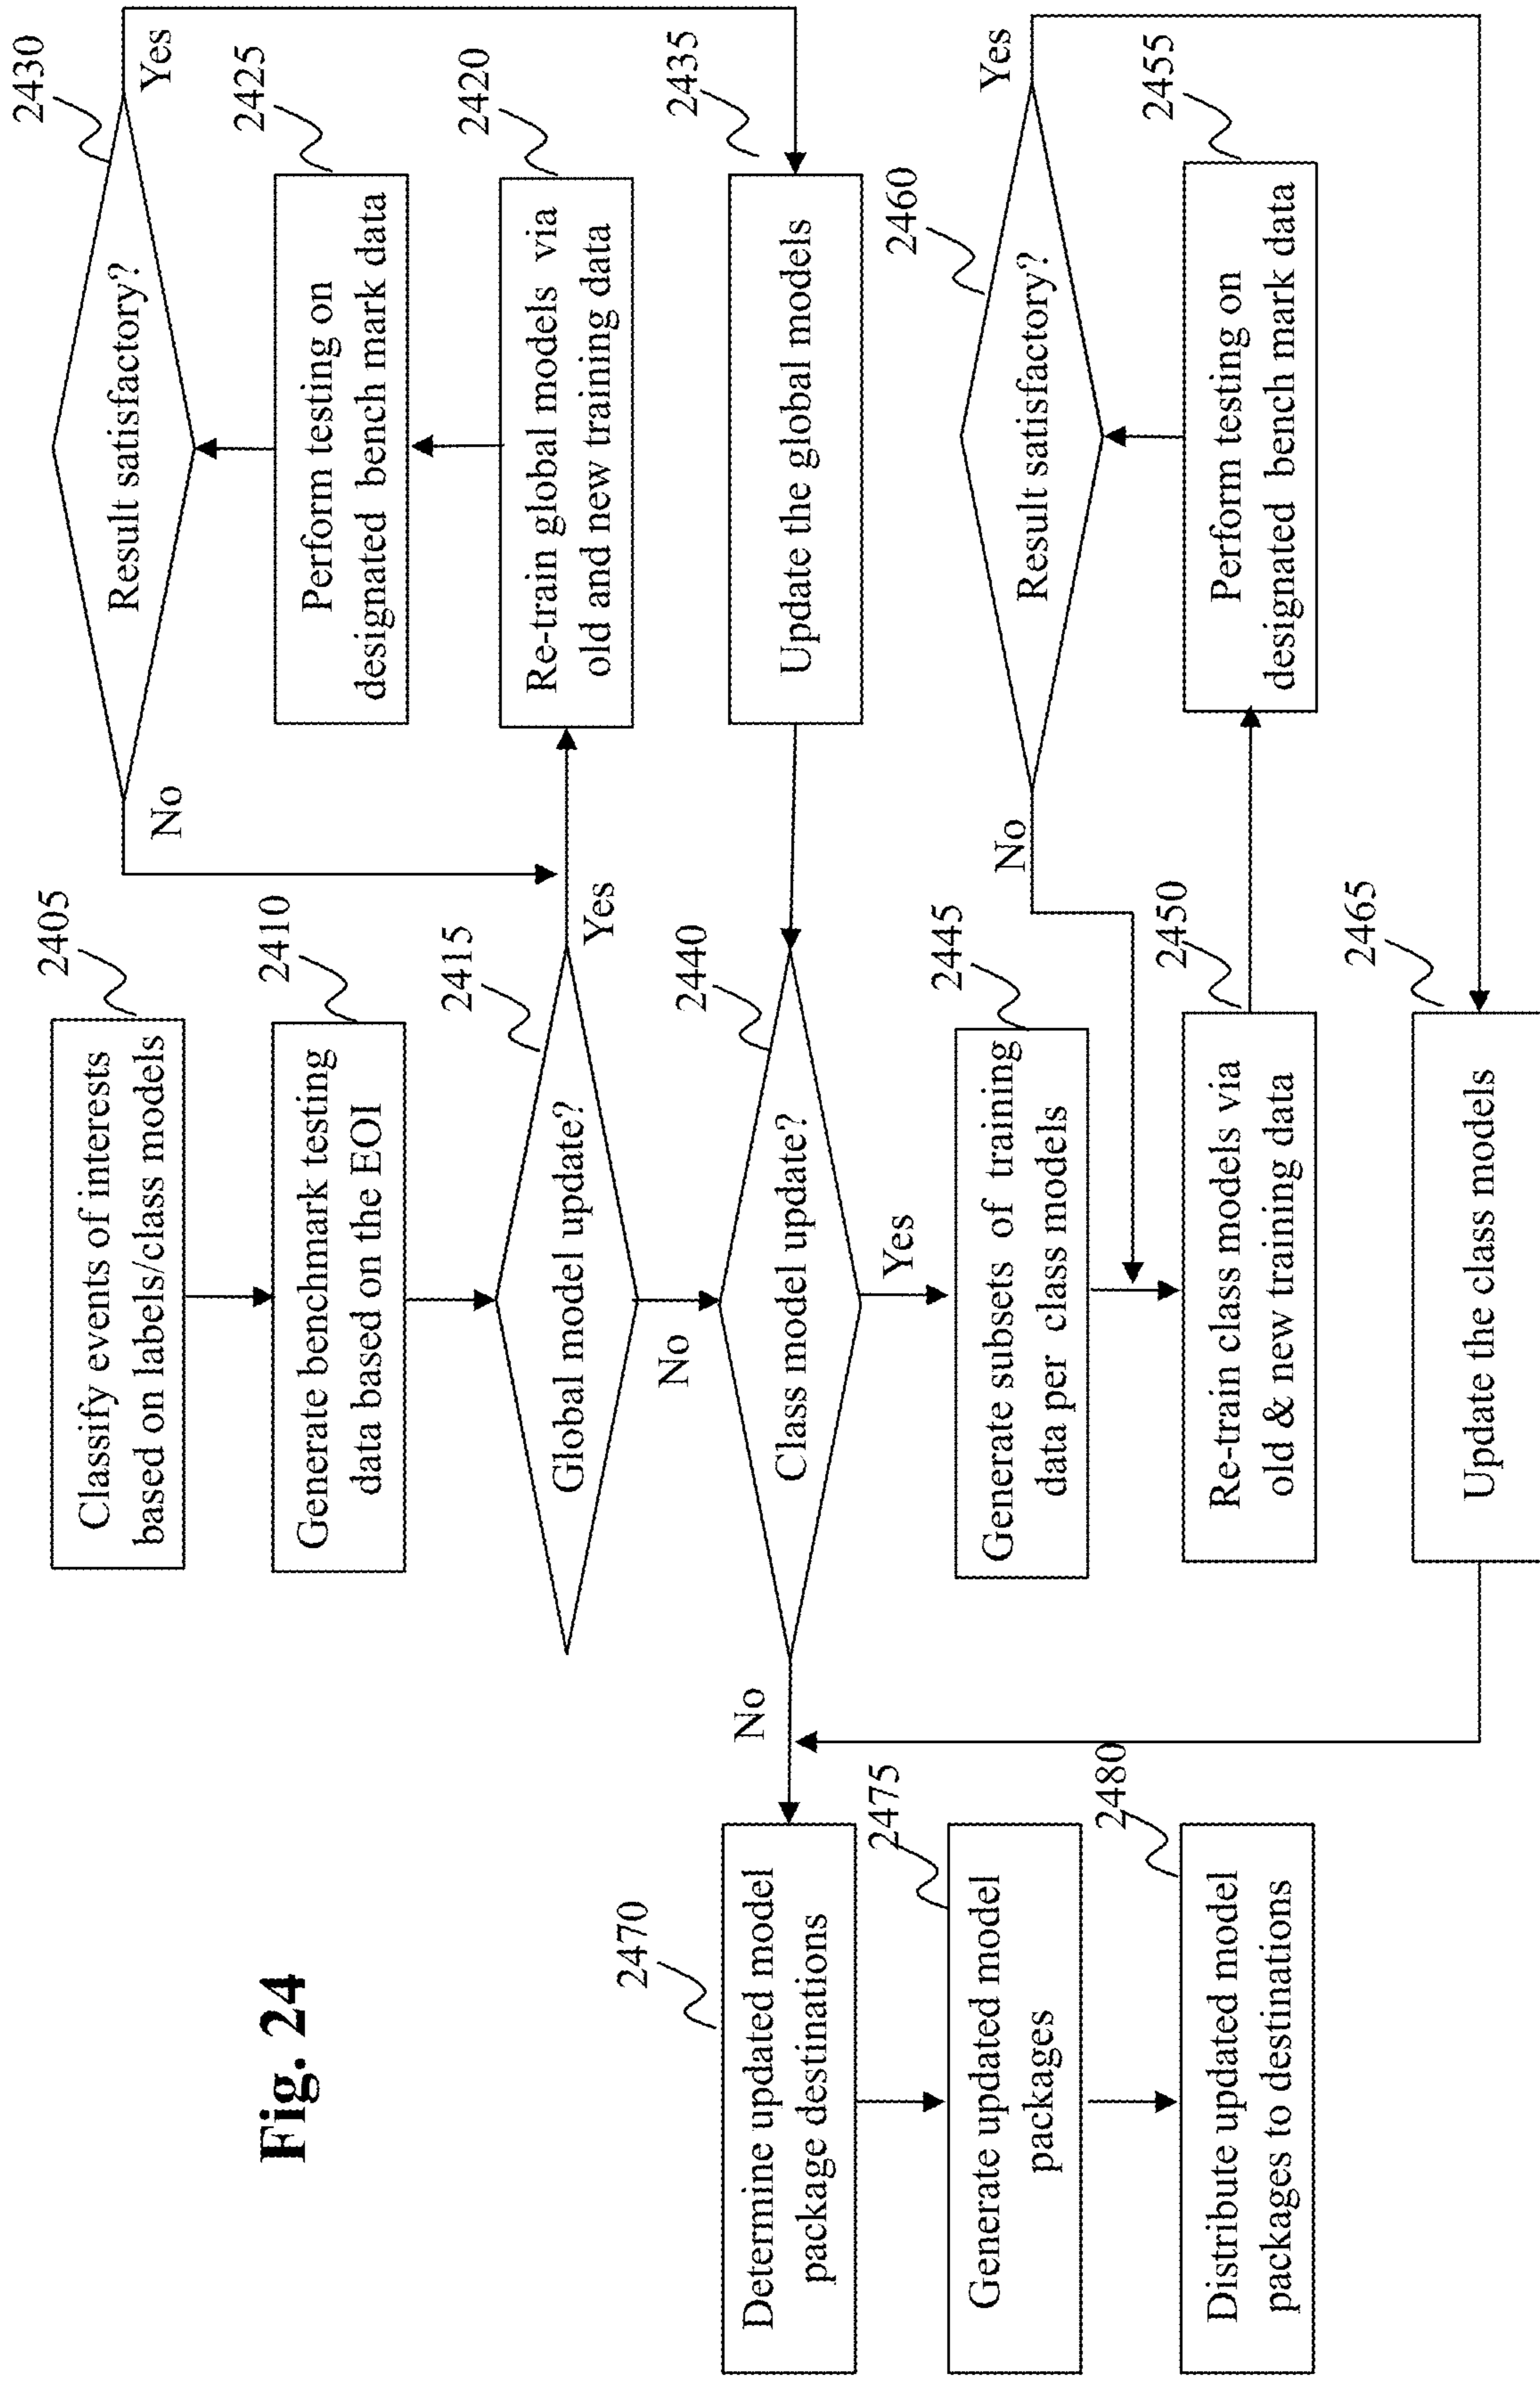 2405
Classify events of interests
based on labels/class models
2410
Generate benchmark testing
data based on the EOI
2415
Global model update?
Yes
No
2430
Result satisfactory?
Yes
No
2425
Perform testing on
designated bench mark data
2420
Re-train global models via
old and new training data
2435
Update the global models
2440
Class model update?
Yes
No
2445
Generate subsets of training
data per class models
2450
Re-train class models via
old & new training data
2460
Result satisfactory?
Yes
No
2455
Perform testing on
designated bench mark data
2465
Update the class models
2470
Determine updated model
package destinations
2475
Generate updated model
packages
2480
Distribute updated model
packages to destinations
Fig. 24